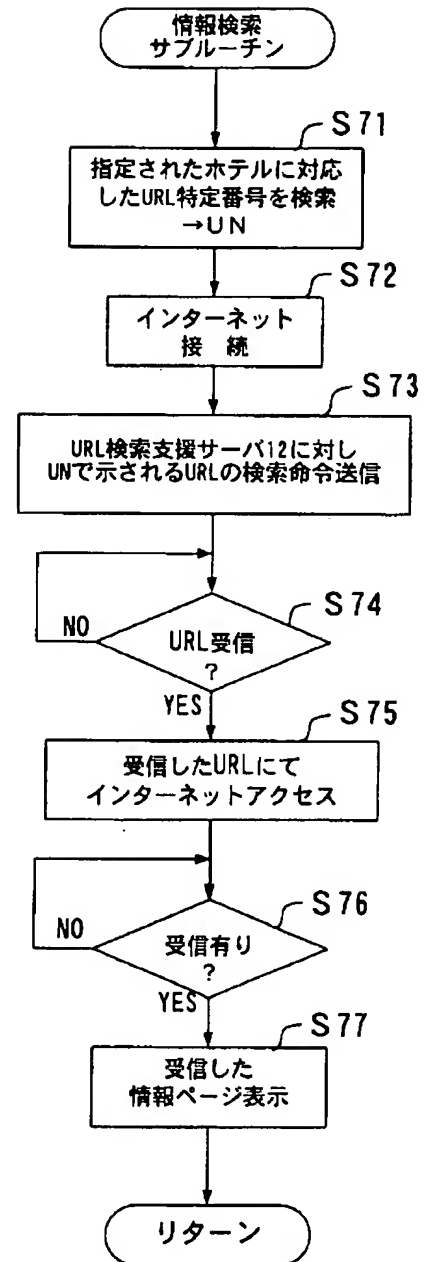 情報検索
サブルーチン
S71
指定されたホテルに対応
したURL特定番号を検索
→UN
S72
インターネット
接 続
S73
URL検索支援サーバ12に対し
UNで示されるURLの検索命令送信
S74
NO
URL受信
?
YES
S75
受信したURLにて
インターネットアクセス
S76
NO
受信有り
?
YES
S77
受信した
情報ページ表示
リターン